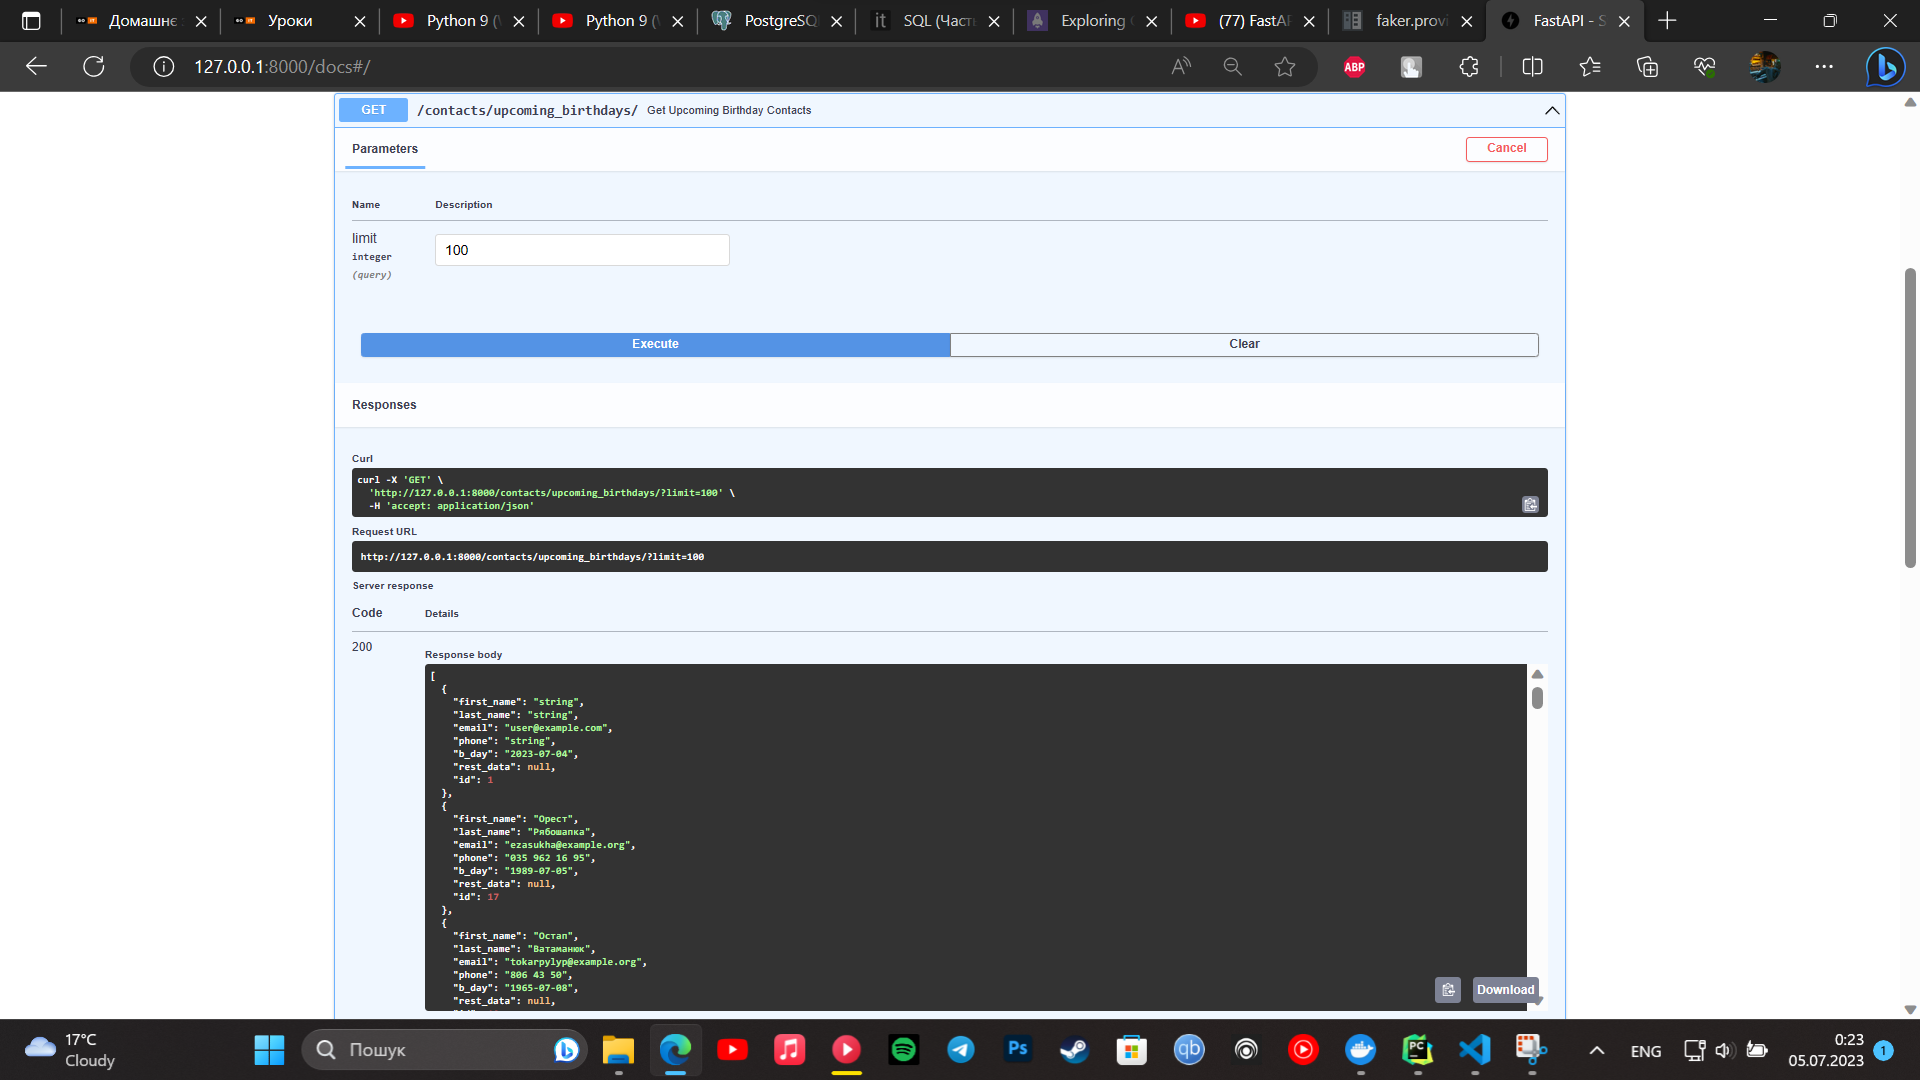 Домашнє
Уроки
Python 9 (
Python 9 (
PostgreSQ
SQL (Част
Exploring
(77) FastA
faker.provi
FastAPI - S
127.0.0.1:8000/docs#/
ABP
GET /contacts/upcoming_birthdays/ Get Upcoming Birthday Contacts
Parameters
Cancel
Name Description
limit
integer
(query)
100
Execute
Clear
Responses
Curl
curl -X 'GET' \
'http://127.0.0.1:8000/contacts/upcoming_birthdays/?limit=100' \
-H 'accept: application/json'
Request URL
http://127.0.0.1:8000/contacts/upcoming_birthdays/?limit=100
Server response
Code Details
200
Response body
[
{
"first_name": "string",
"last_name": "string",
"email": "user@example.com",
"phone": "string",
"b_day": "2023-07-04",
"rest_data": null,
"id": 1
},
{
"first_name": "Орест",
"last_name": "Рябошапка",
"email": "ezasukha@example.org",
"phone": "035 962 16 95",
"b_day": "1989-07-05",
"rest_data": null,
"id": 17
},
{
"first_name": "Остап",
"last_name": "Ватаманюк",
"email": "tokarpylyp@example.org",
"phone": "806 43 50",
"b_day": "1965-07-08",
"rest_data": null,
Download
17°C
Cloudy
Пошук
Ps
qb
PC
ENG
0:23
05.07.2023
1